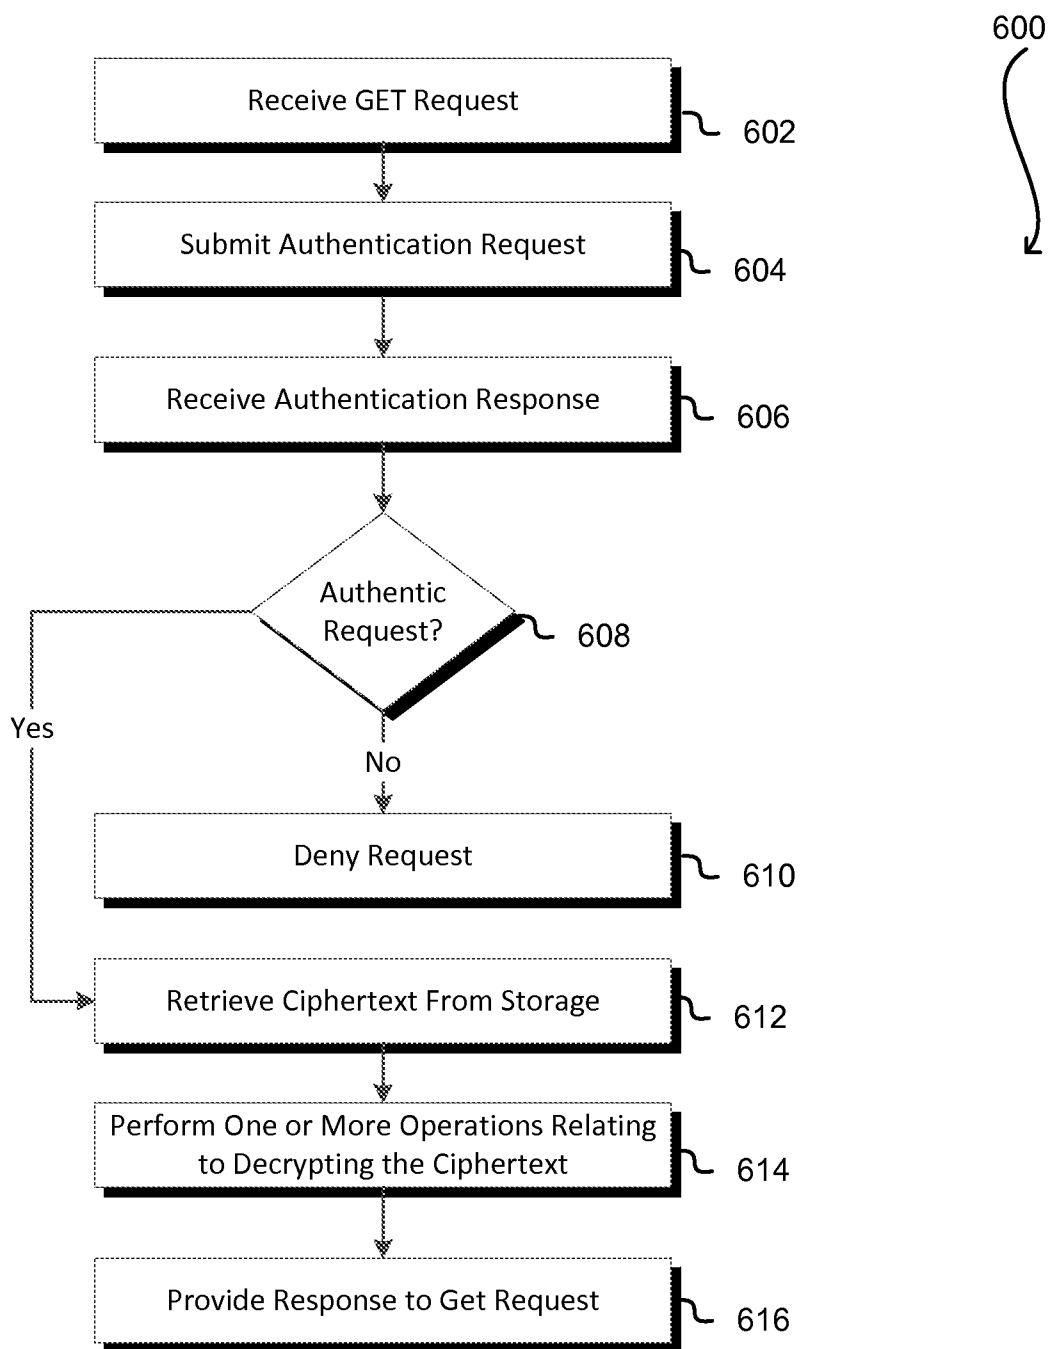 600
Receive GET Request
602
Submit Authentication Request
604
Receive Authentication Response
606
Authentic
Request?
608
Yes
No
Deny Request
610
Retrieve Ciphertext From Storage
612
Perform One or More Operations Relating
to Decrypting the Ciphertext
614
Provide Response to Get Request
616